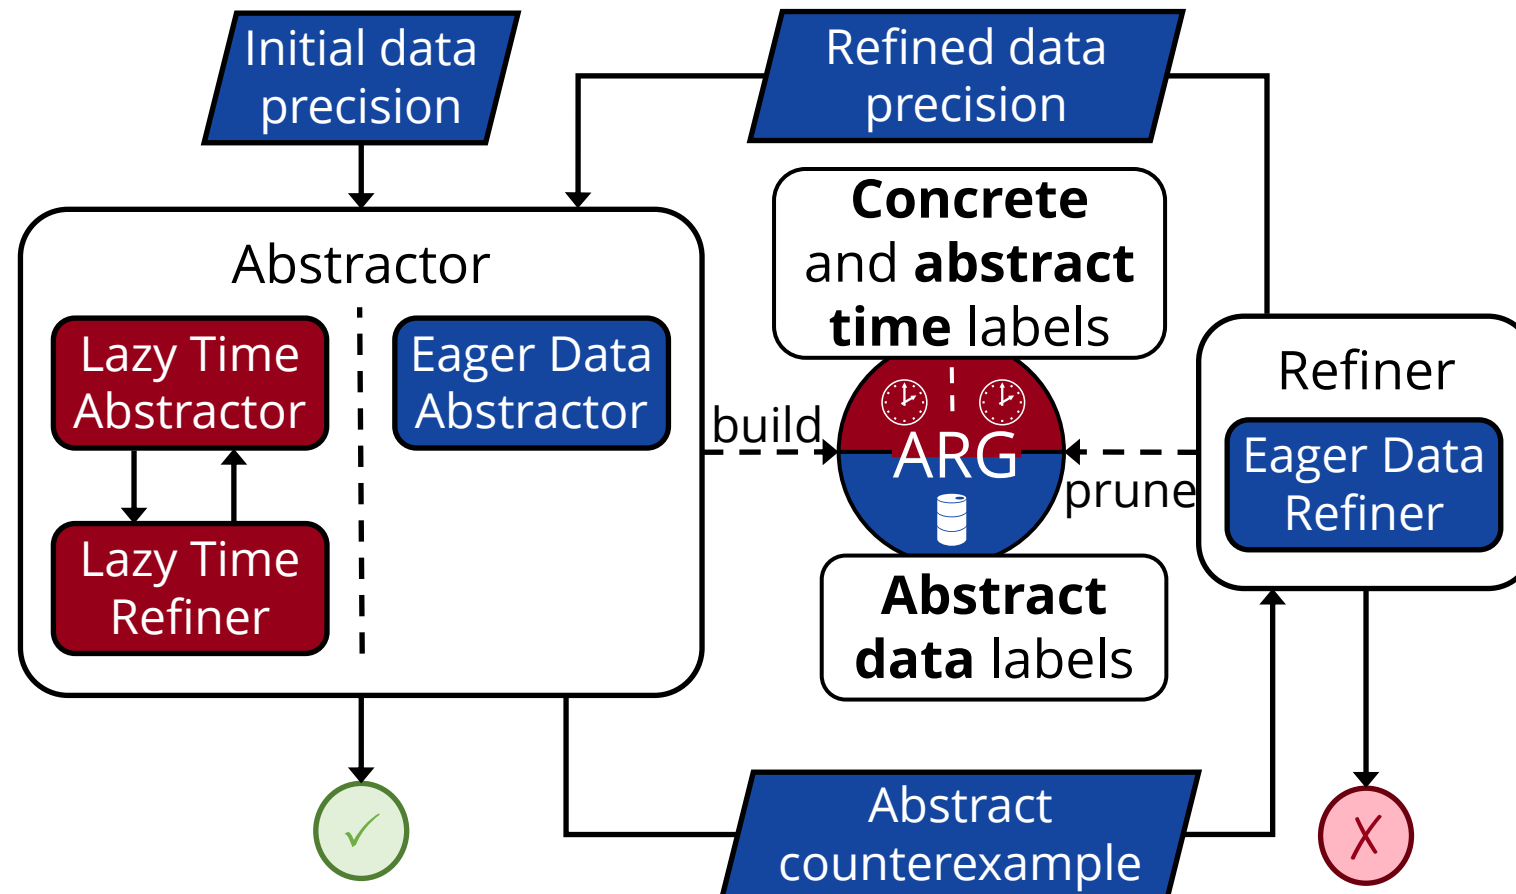 Initial data
precision
Refined data
precision
Concrete
and abstract
time labels
Abstractor
Lazy Time
Abstractor
Eager Data
Abstractor
Lazy Time
Refiner
build
ARG
prune
Refiner
Eager Data
Refiner
Abstract
data labels
Abstract
counterexample
✓
✗